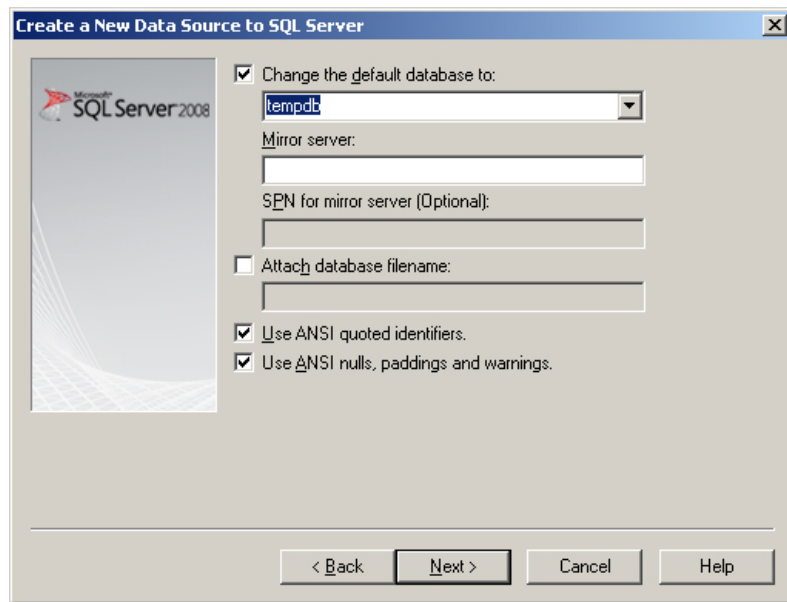 Create a New Data Source to SQL Server
Microsoft
SQL Server 2008
Change the default database to:
tempdb
Mirror server:
SPN for mirror server (Optional):
Attach database filename:
Use ANSI quoted identifiers.
Use ANSI nulls, paddings and warnings.
< Back
Next >
Cancel
Help